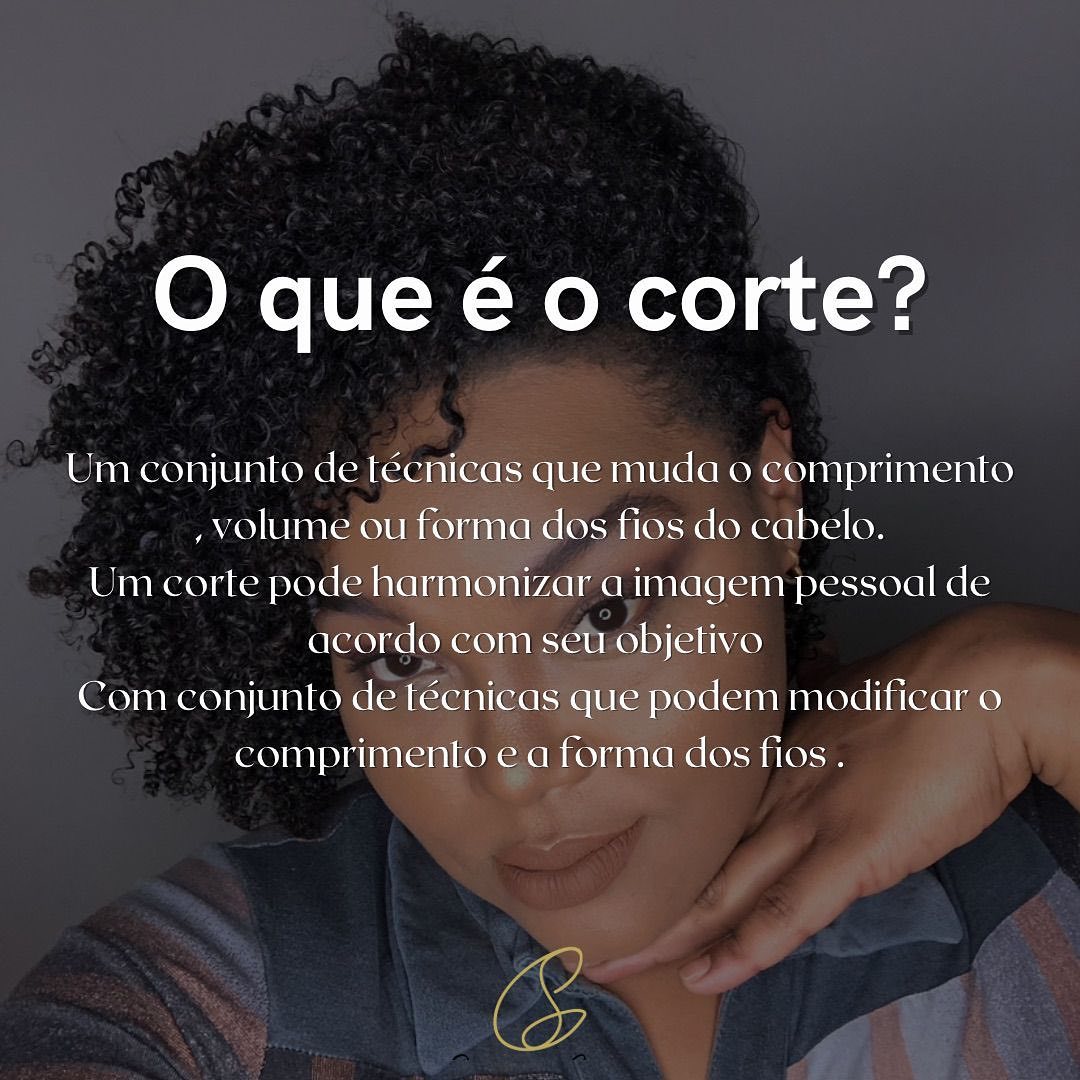 O que é o corte?
Um conjunto de técnicas que muda o comprimento
, volume ou forma dos fios do cabelo.
Um corte pode harmonizar a imagem pessoal de
acordo com seu objetivo
Com conjunto de técnicas que podem modificar o
comprimento e a forma dos fios .